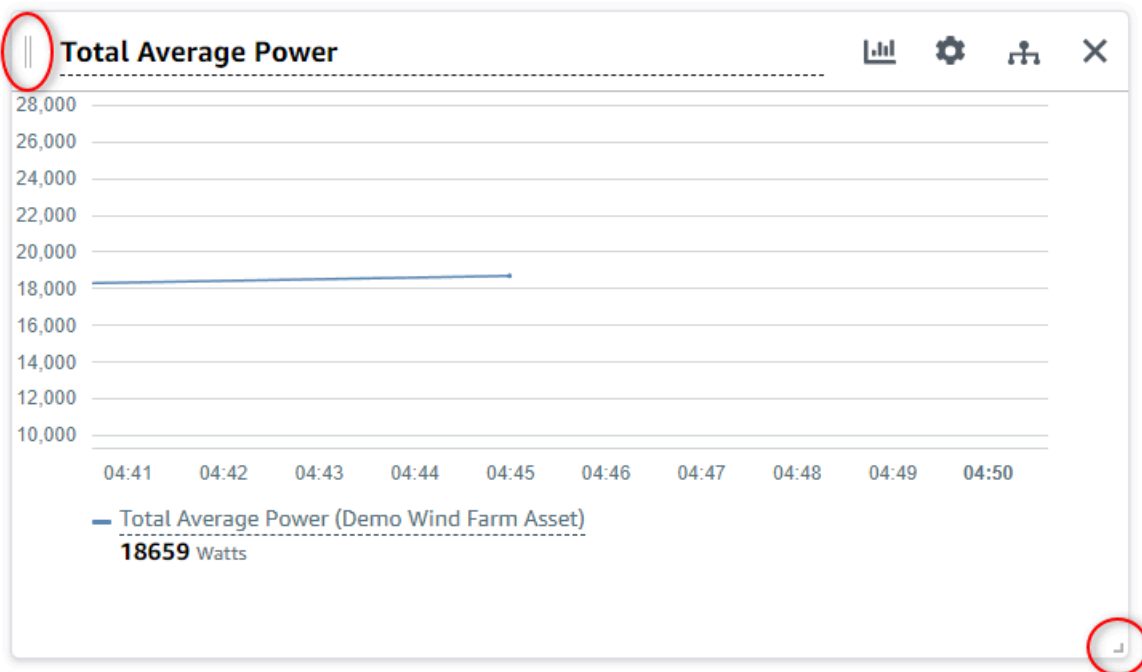 Total Average Power
28,000
26,000
24,000
22,000
20,000
18,000
16,000
14,000
12,000
10,000
04:41 04:42 04:43 04:44 04:45 04:46 04:47 04:48 04:49 04:50
Total Average Power (Demo Wind Farm Asset)
18659 Watts